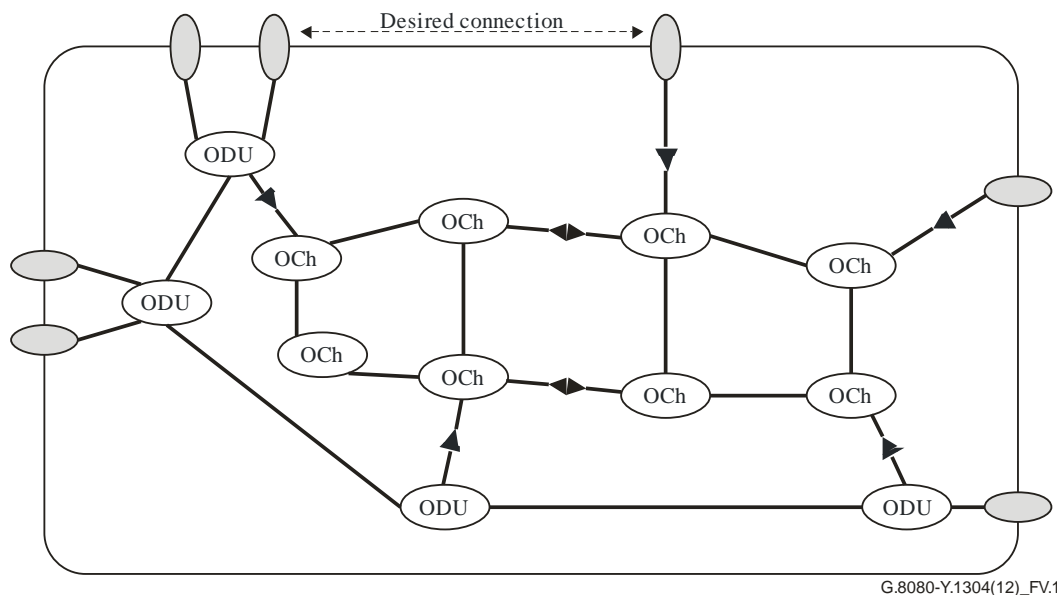 Desired connection
ODU
OCh
OCh
OCh
OCh
ODU
OCh
OCh
OCh
OCh
ODU
ODU
G.8080-Y.1304(12)_FV.1